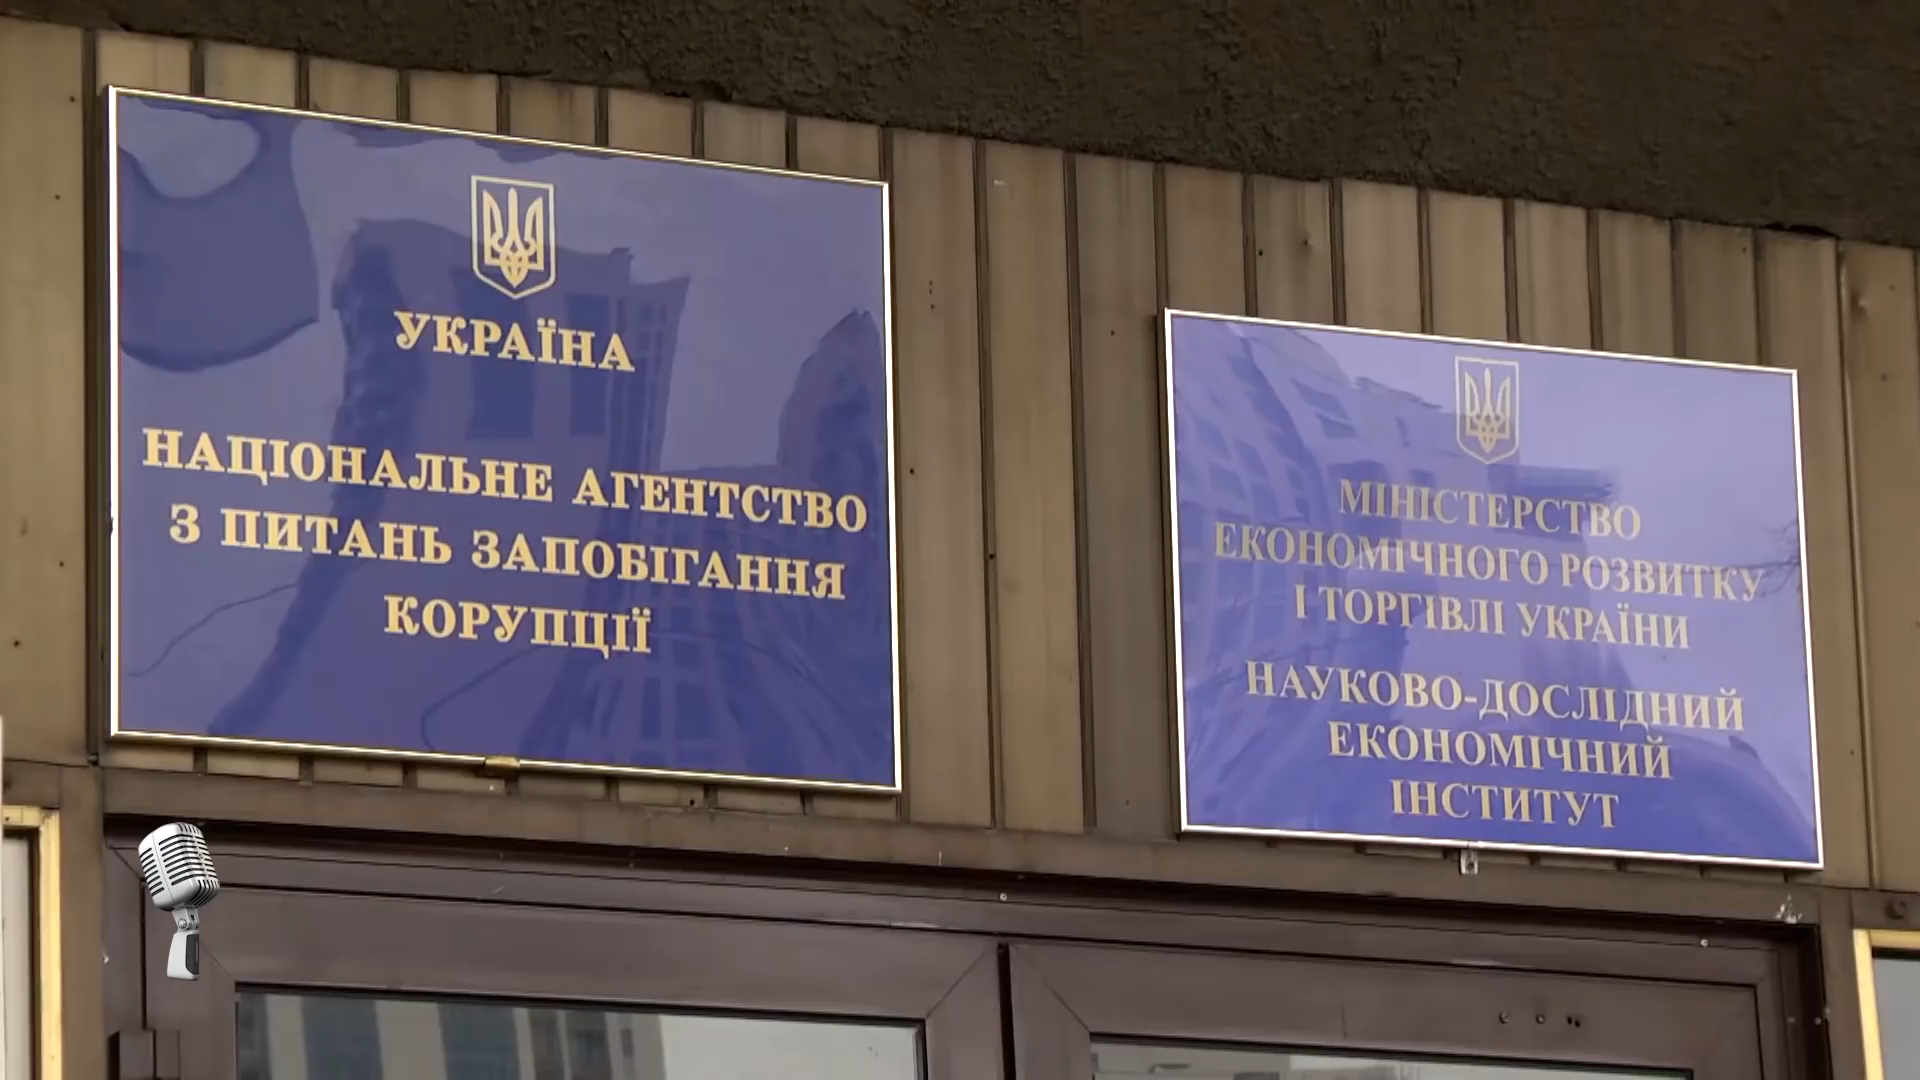 УКРАЇНА
НАЦІОНАЛЬНЕ АГЕНТСТВО
З ПИТАНЬ ЗАПОБІГАННЯ
КОРУПЦІЇ
МІНІСТЕРСТВО
ЕКОНОМІЧНОГО РОЗВИТКУ
І ТОРГІВЛІ УКРАЇНИ
НАУКОВО-ДОСЛІДНИЙ
ЕКОНОМІЧНИЙ
ІНСТИТУТ